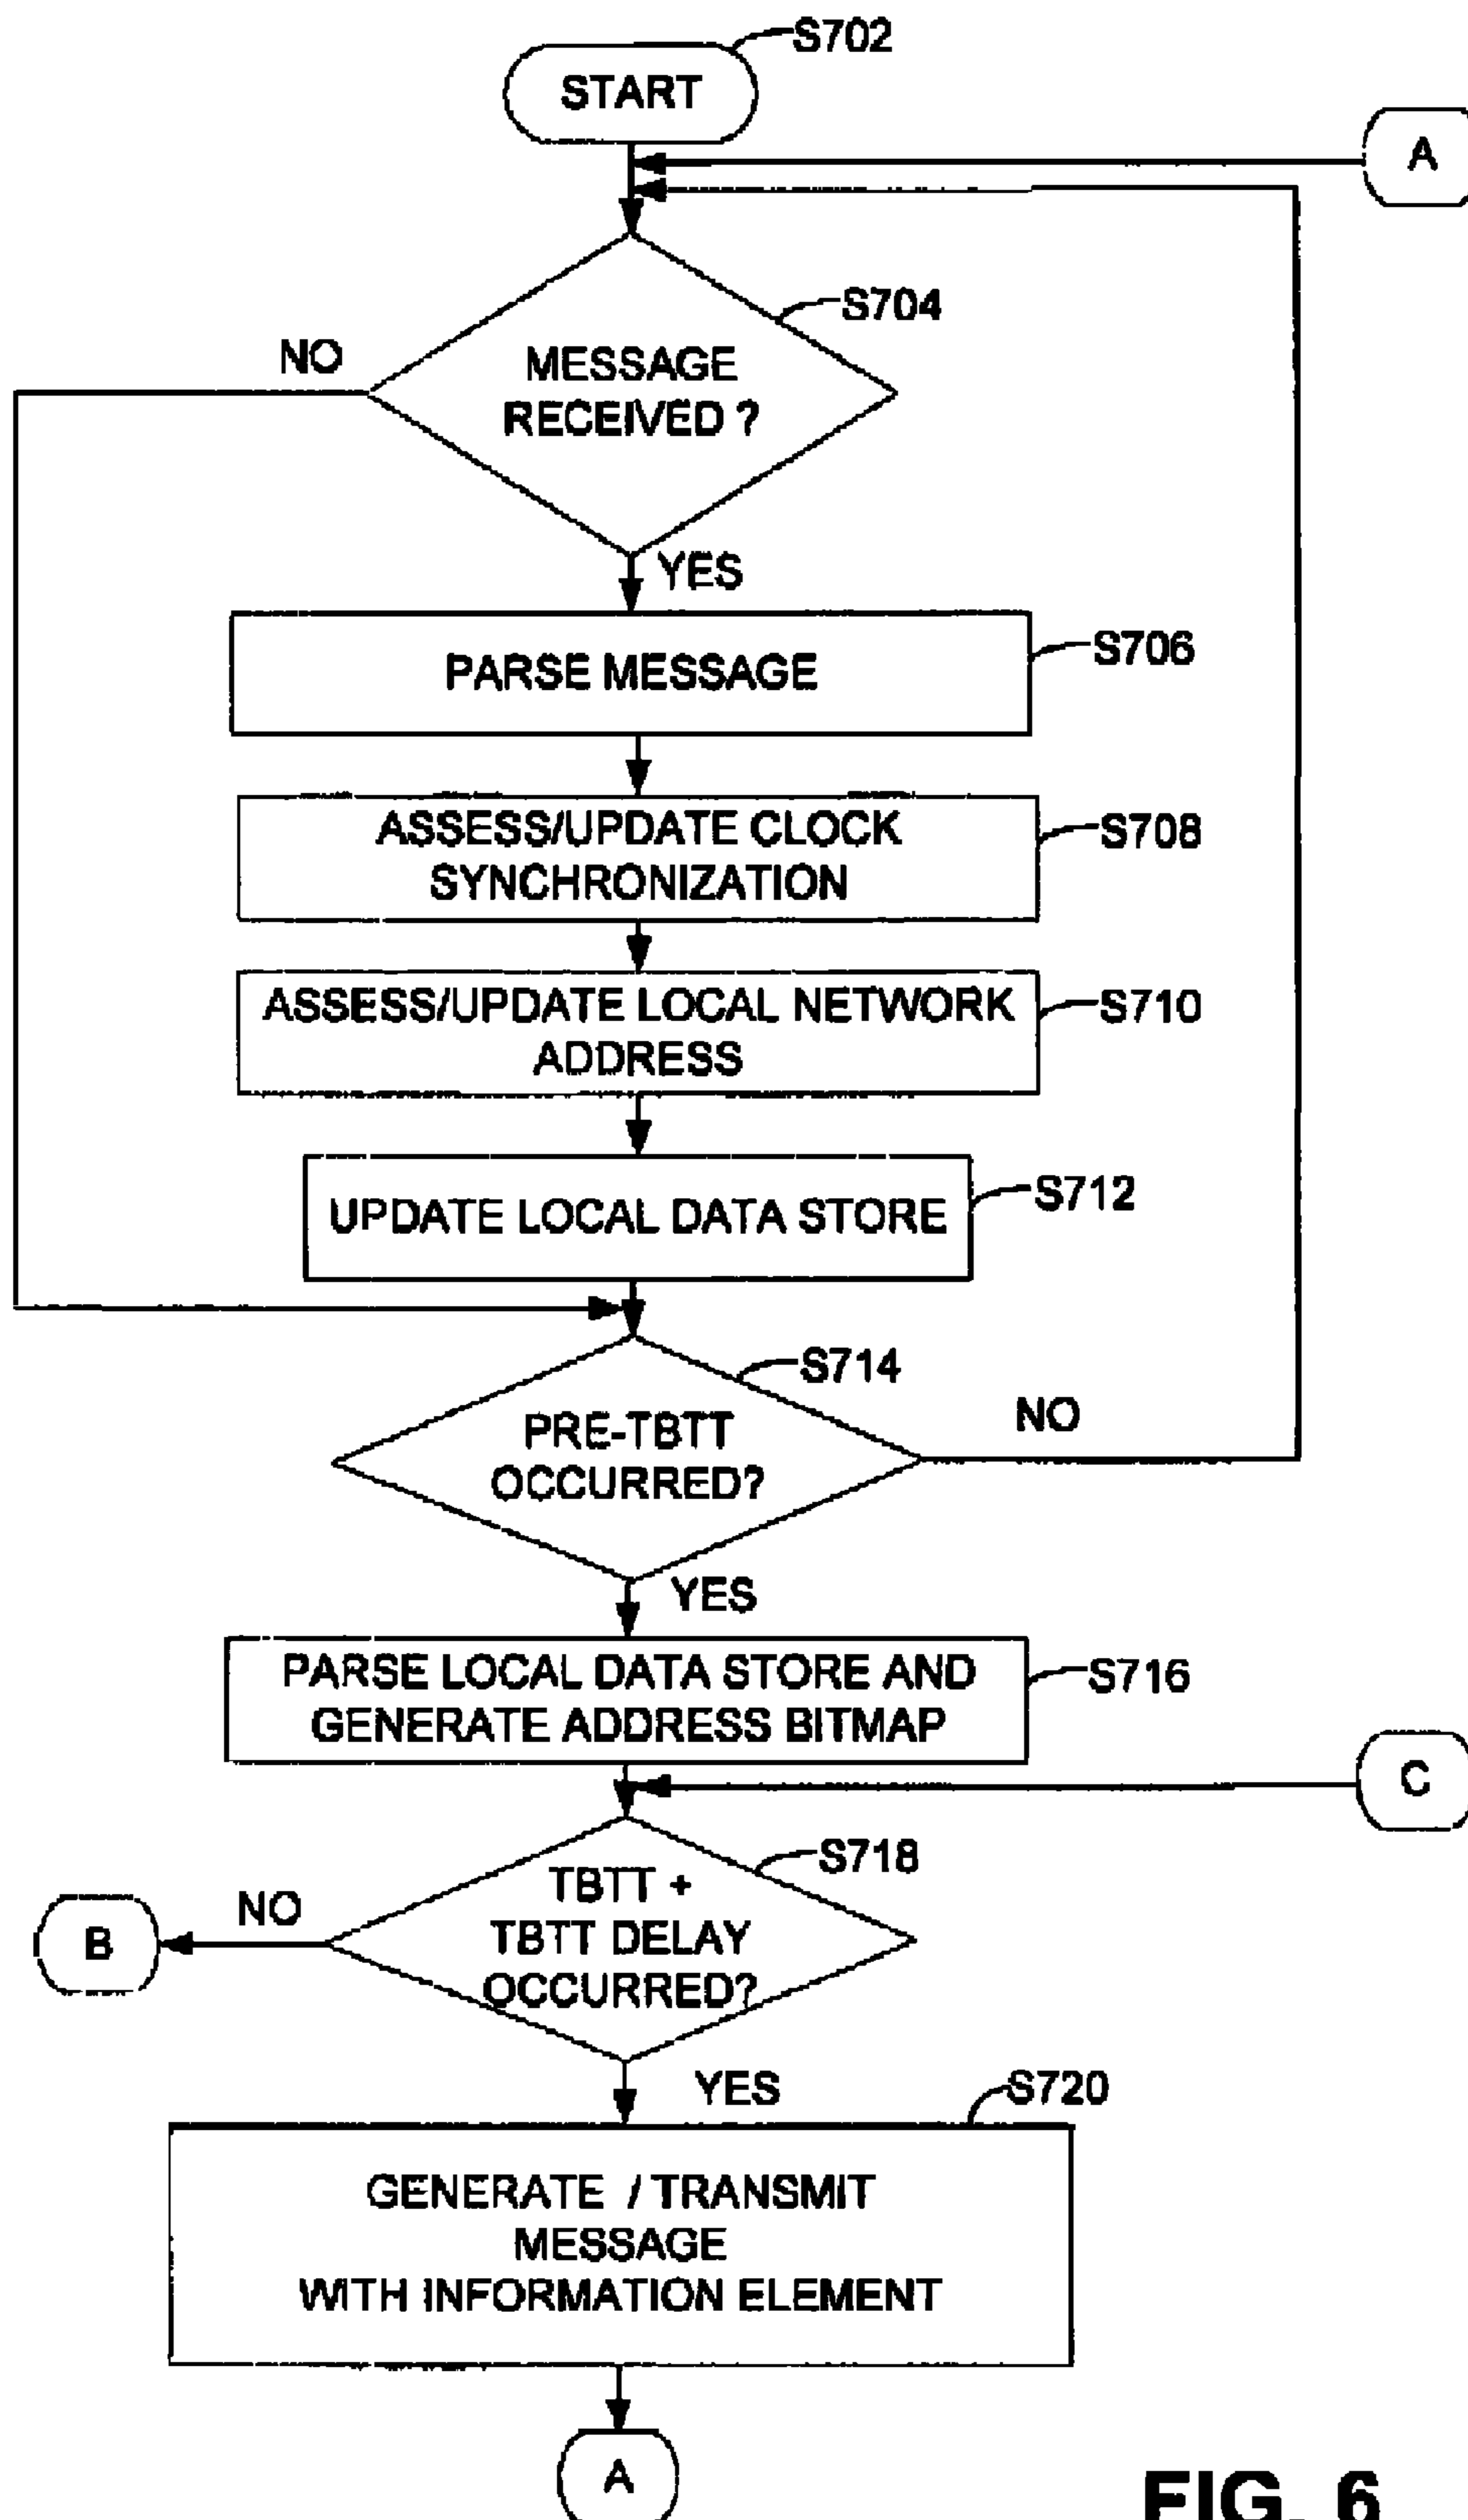 S702
START
A
S704
NO
MESSAGE
RECEIVED ?
YES
S706
PARSE MESSAGE
S708
ASSESS/UPDATE CLOCK
SYNCHRONIZATION
S710
ASSESS/UPDATE LOCAL NETWORK
ADDRESS
S712
UPDATE LOCAL DATA STORE
S714
NO
PRE-TBTT
OCCURRED?
YES
S716
PARSE LOCAL DATA STORE AND
GENERATE ADDRESS BITMAP
C
S718
TBTT +
TBTT DELAY
OCCURRED?
NO
B
YES
S720
GENERATE / TRANSMIT
MESSAGE
WITH INFORMATION ELEMENT
A
FIG. 6